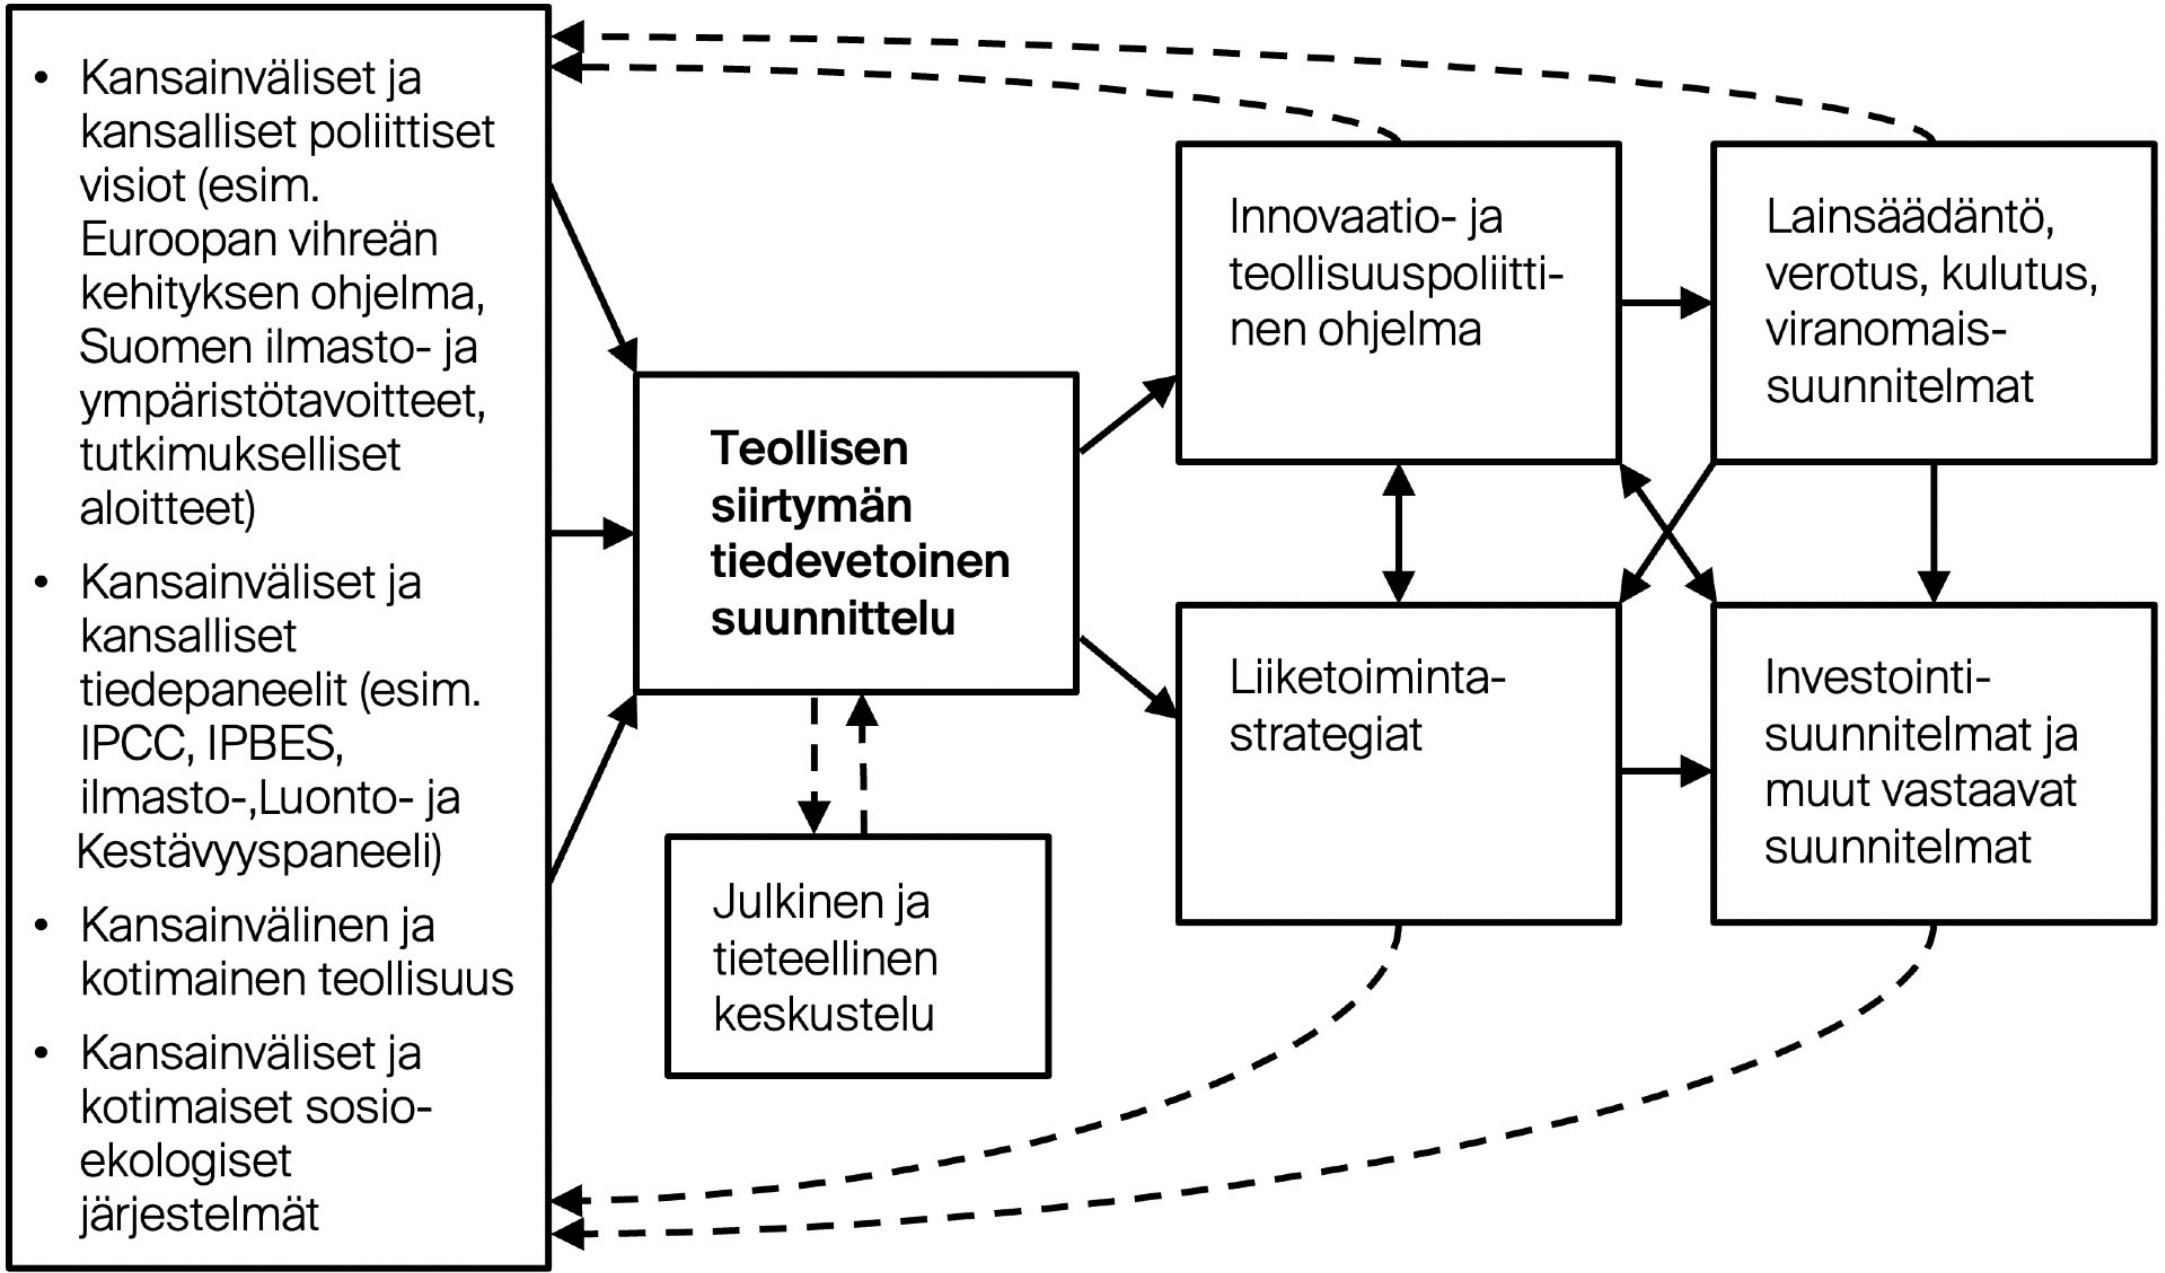 • Kansainväliset ja
kansalliset poliittiset
visiot (esim.
Euroopan vihreän
kehityksen ohjelma,
Suomen ilmasto- ja
ympäristötavoitteet,
tutkimukselliset
aloitteet)
• Kansainväliset ja
kansalliset
tiedepaneelit (esim.
IPCC, IPBES,
ilmasto-,Luonto- ja
Kestävyyspaneeli)
• Kansainvälinen ja
kotimainen teollisuus
• Kansainväliset ja
kotimaiset sosio-
ekologiset
järjestelmät
Teollisen
siirtymän
tiedevetoinen
suunnittelu
Julkinen ja
tieteellinen
keskustelu
Innovaatio- ja
teollisuuspoliitti-
nen ohjelma
Lainsäädäntö,
verotus, kulutus,
viranomais-
suunnitelmat
Liiketoiminta-
strategiat
Investointi-
suunnitelmat ja
muut vastaavat
suunnitelmat